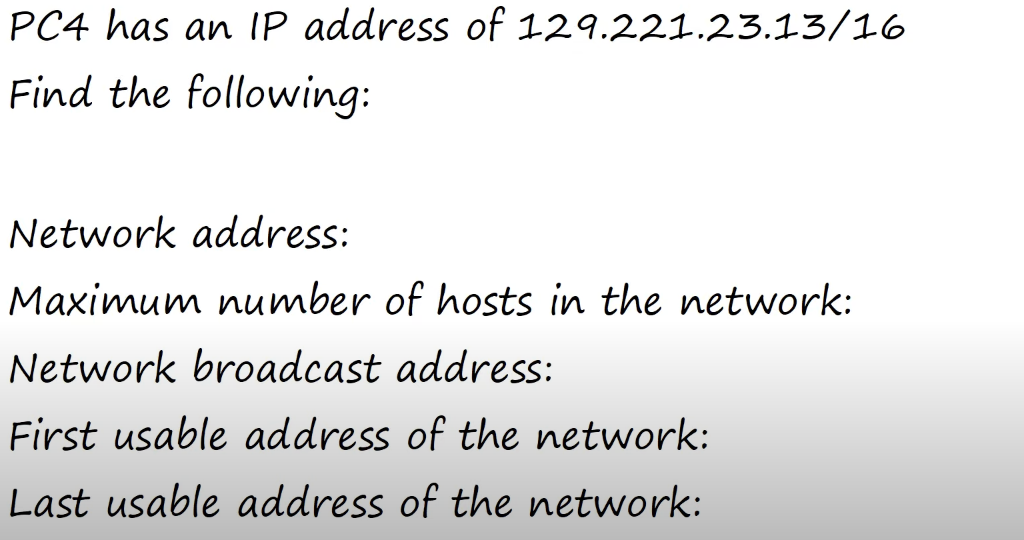 PC4 has an IP address of 129.221.23.13/16
Find the following:
Network address:
Maximum number of hosts in the network:
Network broadcast address:
First usable address of the network:
Last usable address of the network: